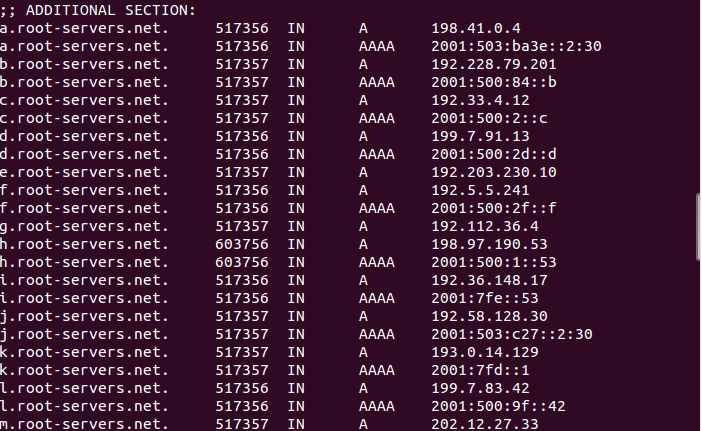 ;; ADDITIONAL SECTION:
a.root-servers.net. 517356 IN A 198.41.0.4
a.root-servers.net. 517356 IN AAAA 2001:503:ba3e::2:30
b.root-servers.net. 517357 IN A 192.228.79.201
b.root-servers.net. 517357 IN AAAA 2001:500:84::b
c.root-servers.net. 517357 IN A 192.33.4.12
c.root-servers.net. 517357 IN AAAA 2001:500:2::c
d.root-servers.net. 517356 IN A 199.7.91.13
d.root-servers.net. 517356 IN AAAA 2001:500:2d::d
e.root-servers.net. 517357 IN A 192.203.230.10
f.root-servers.net. 517356 IN A 192.5.5.241
f.root-servers.net. 517356 IN AAAA 2001:500:2f::f
g.root-servers.net. 517357 IN A 192.112.36.4
h.root-servers.net. 603756 IN A 198.97.190.53
h.root-servers.net. 603756 IN AAAA 2001:500:1::53
i.root-servers.net. 517356 IN A 192.36.148.17
i.root-servers.net. 517356 IN AAAA 2001:7fe::53
j.root-servers.net. 517357 IN A 192.58.128.30
j.root-servers.net. 517357 IN AAAA 2001:503:c27::2:30
k.root-servers.net. 517357 IN A 193.0.14.129
k.root-servers.net. 517357 IN AAAA 2001:7fd::1
l.root-servers.net. 517356 IN A 199.7.83.42
l.root-servers.net. 517356 IN AAAA 2001:500:9f::42
m.root-servers.net. 517357 IN A 202.12.27.33